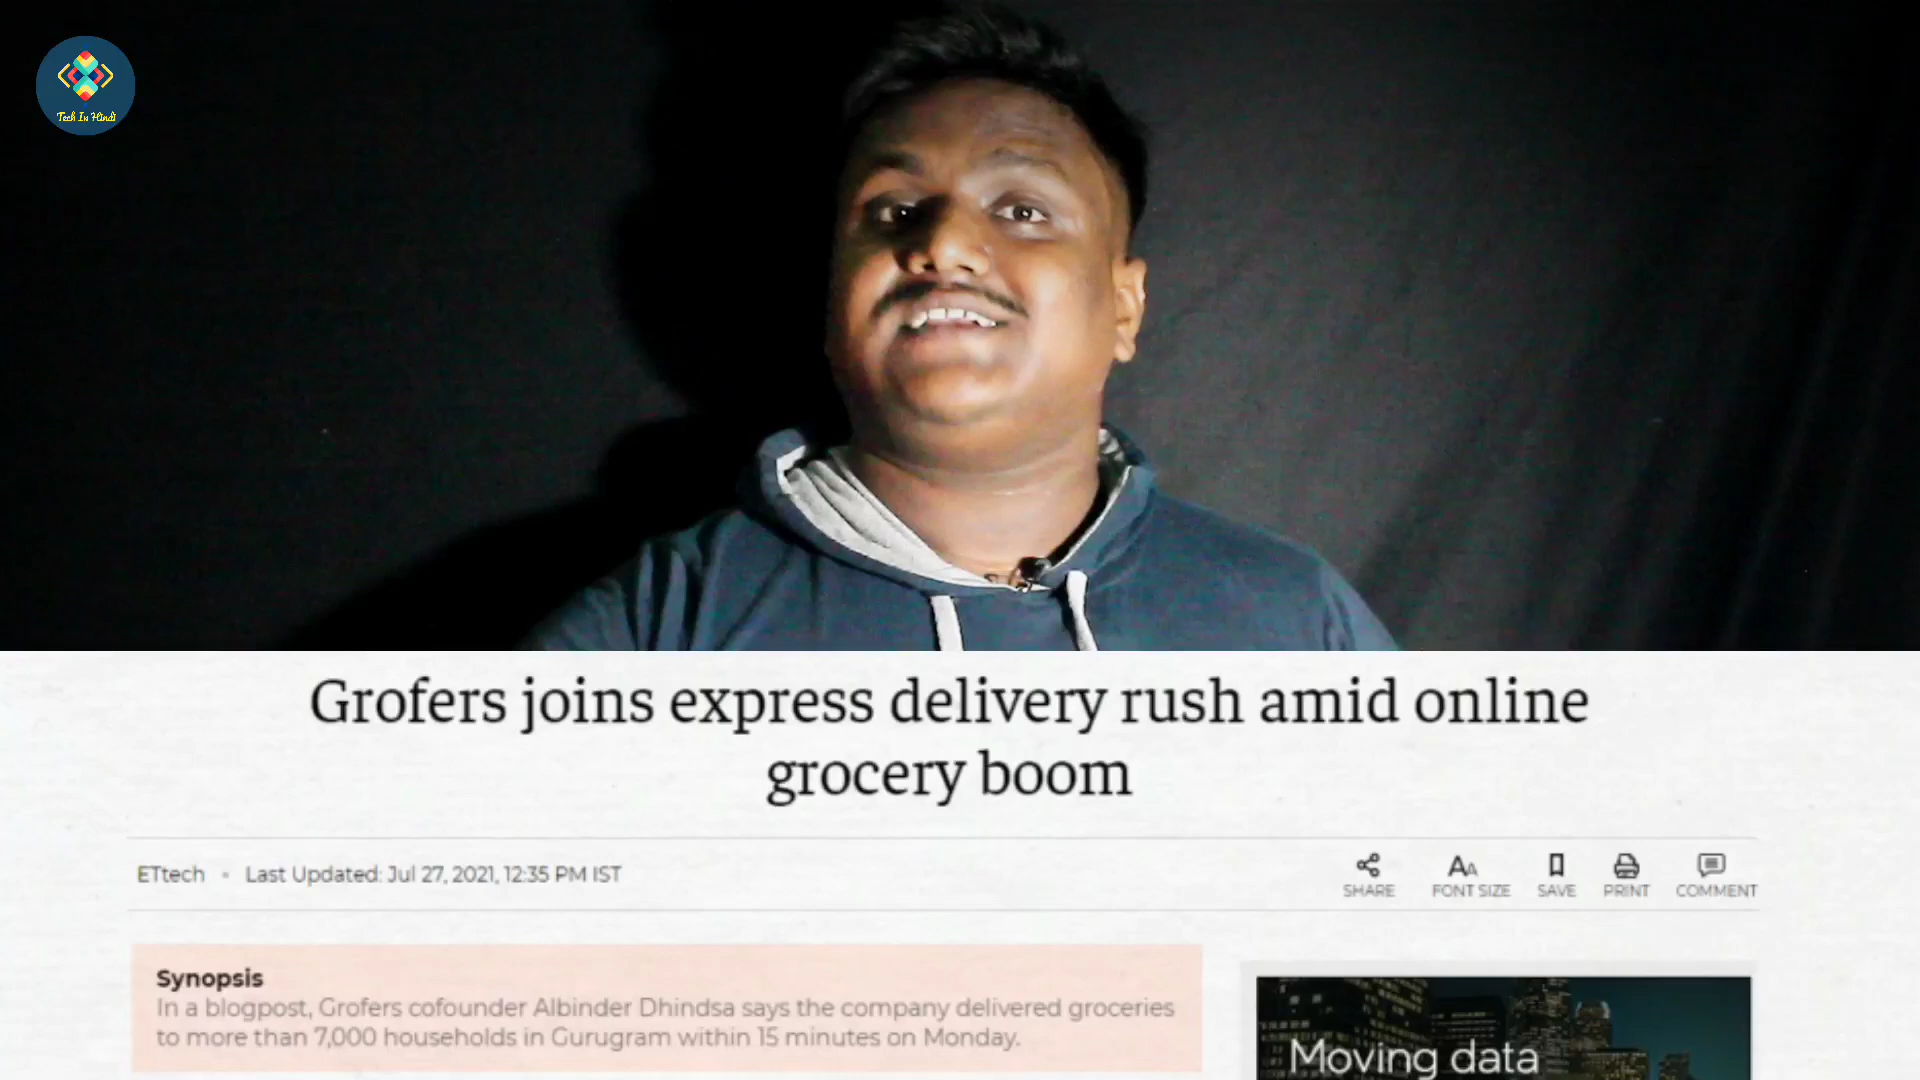 Tech In Hindi
Grofers joins express delivery rush amid online
grocery boom
ETtech • Last Updated: Jul 27, 2021, 12:35 PM IST
SHARE
FONT SIZE
SAVE
PRINT
COMMENT
Synopsis
In a blogpost, Grofers cofounder Albinder Dhindsa says the company delivered groceries
to more than 7,000 households in Gurugram within 15 minutes on Monday.
Moving data